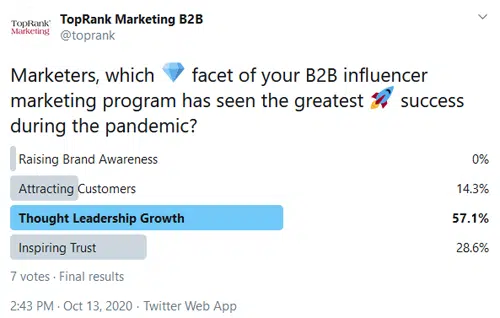 TopRank
Marketing
TopRank Marketing B2B
@toprank
Marketers, which 💎 facet of your B2B influencer
marketing program has seen the greatest 🚀 success
during the pandemic?
Raising Brand Awareness 0%
Attracting Customers 14.3%
Thought Leadership Growth 57.1%
Inspiring Trust 28.6%
7 votes · Final results
2:43 PM · Oct 13, 2020 · Twitter Web App